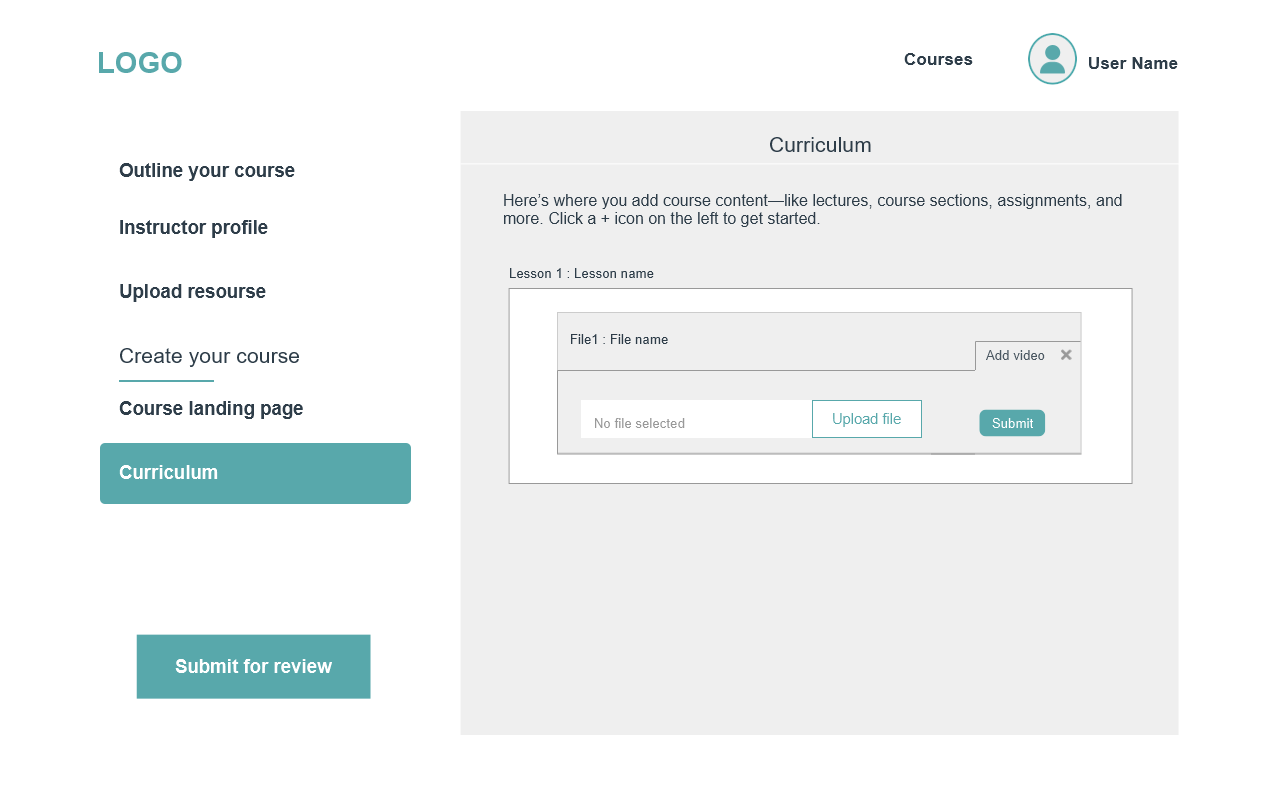 LOGO
Courses
User Name
Outline your course
Instructor profile
Upload resourse
Create your course
Course landing page
Curriculum
Submit for review
Curriculum
Here’s where you add course content—like lectures, course sections, assignments, and
more. Click a + icon on the left to get started.
Lesson 1 : Lesson name
File1 : File name
Add video
No file selected
Upload file
Submit